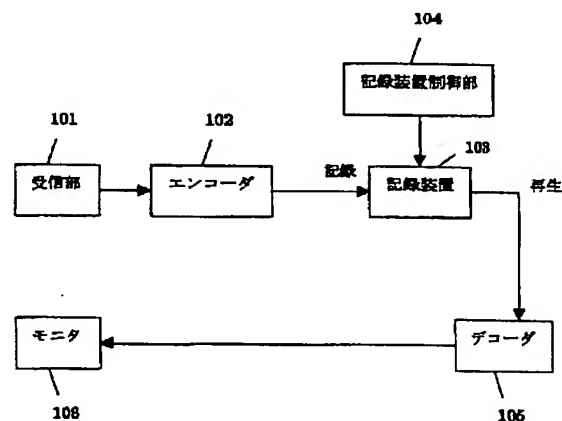 104
記録装置制御部
101
102
103
受信部
エンコーダ
記録
記録装置
再生
モニタ
デコーダ
106
105